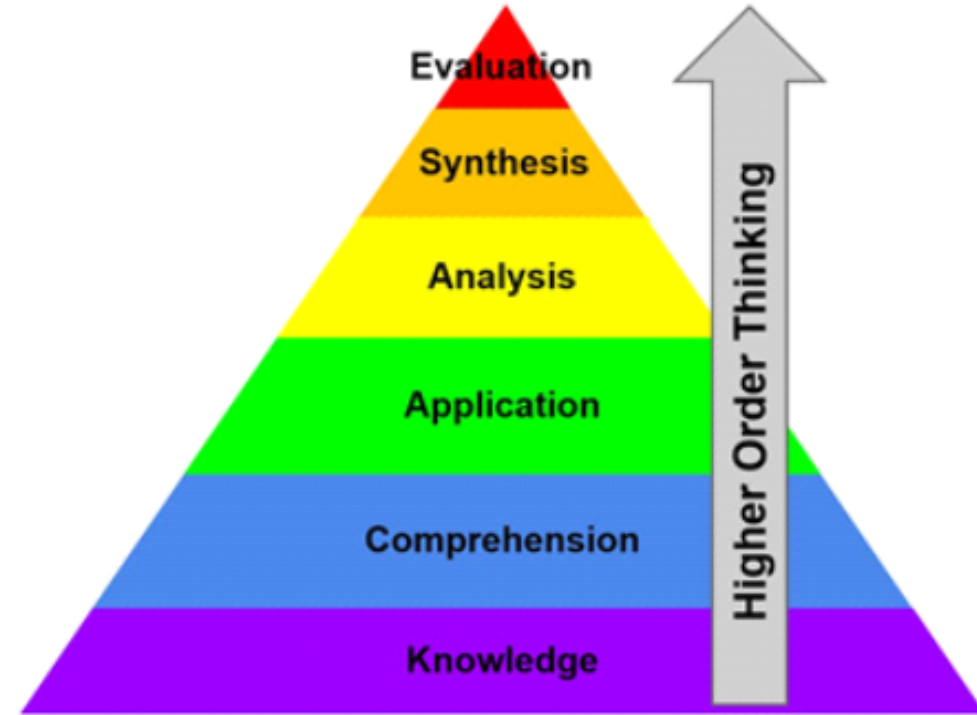 Evaluation
Synthesis
Analysis
Application
Comprehension
Knowledge
Higher Order Thinking